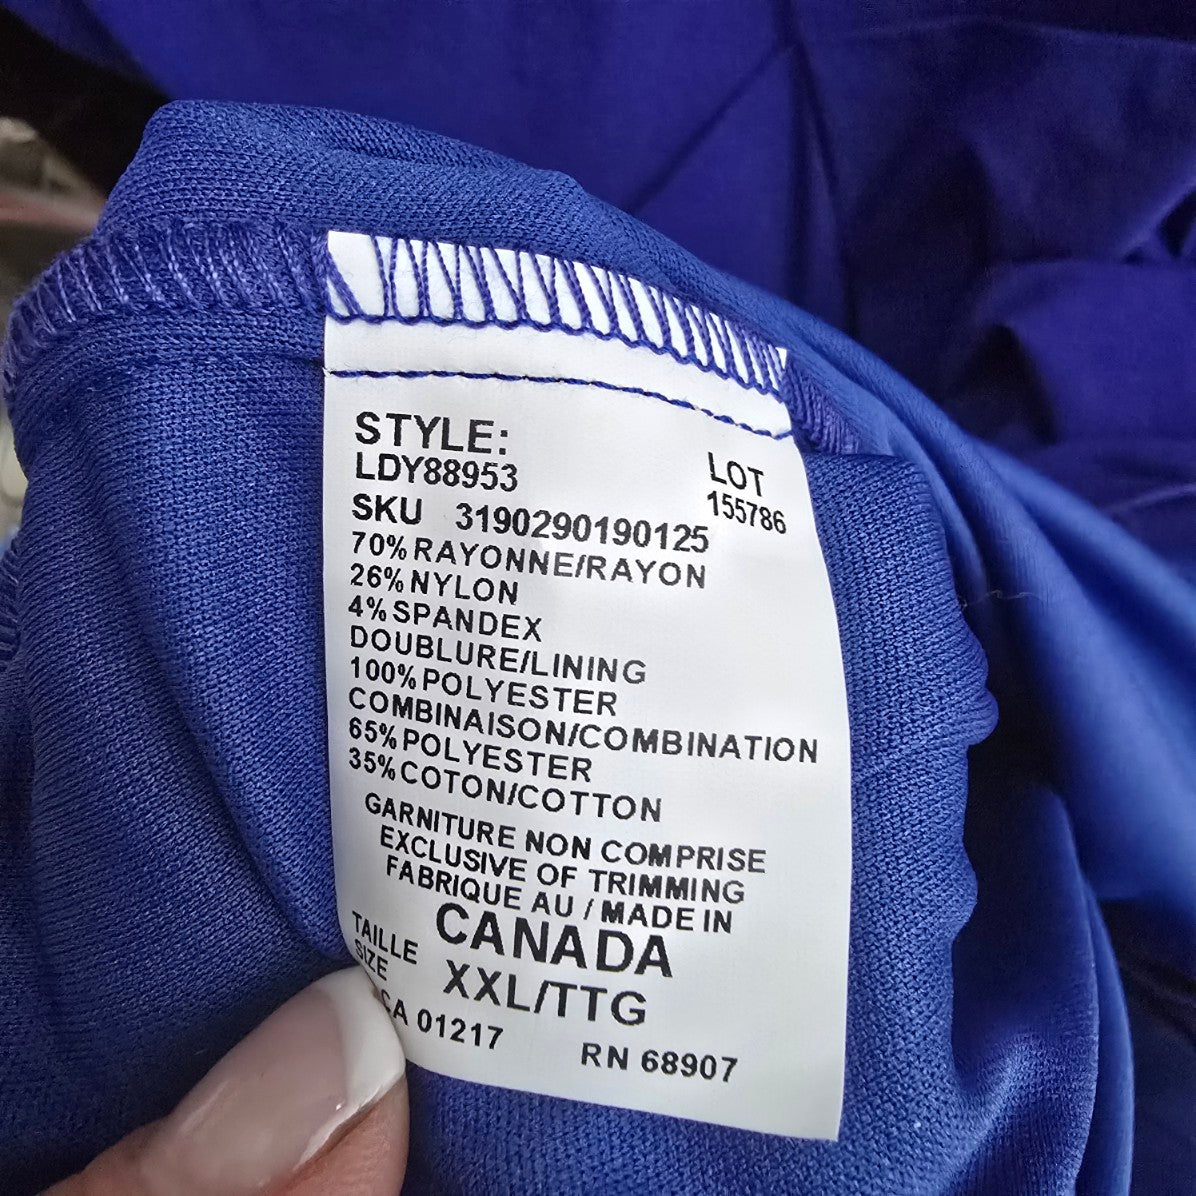 STYLE:
LDY88953
LOT
155786
SKU 3190290190125
70% RAYONNE/RAYON
26% NYLON
4% SPANDEX
DOUBLURE/LINING
100% POLYESTER
COMBINAISON/COMBINATION
65% POLYESTER
35% COTON/COTTON
GARNITURE NON COMPRISE
EXCLUSIVE OF TRIMMING
FABRIQUE AU / MADE IN
CANADA
TAILLE
SIZE
XXL/TTG
CA 01217
RN 68907